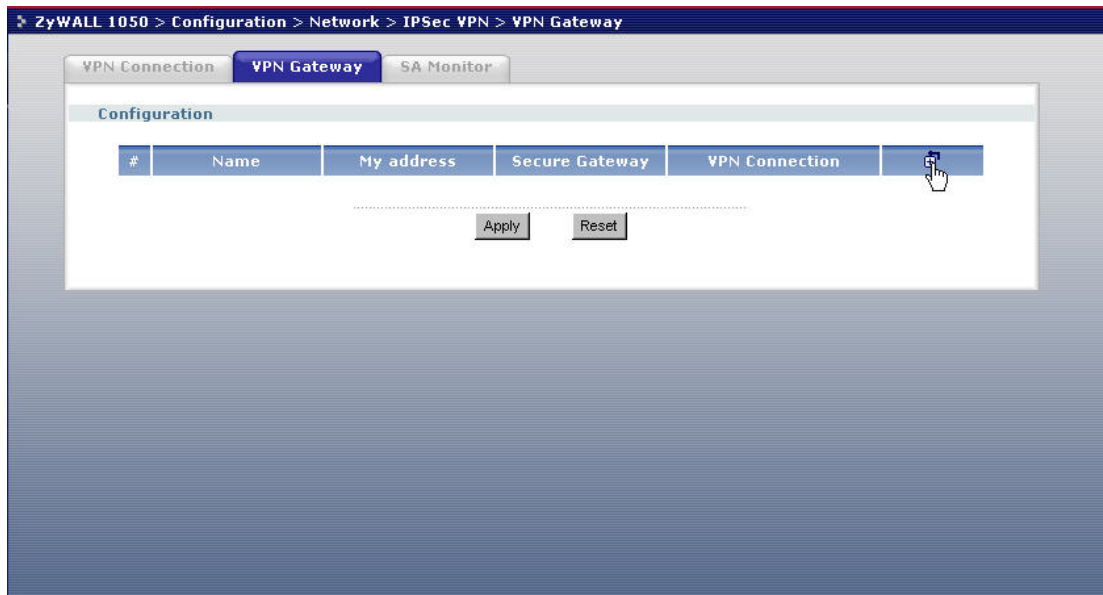 ZyWALL 1050 > Configuration > Network > IPSec VPN > VPN Gateway
VPN Connection VPN Gateway SA Monitor
Configuration
# Name My address Secure Gateway VPN Connection
Apply Reset